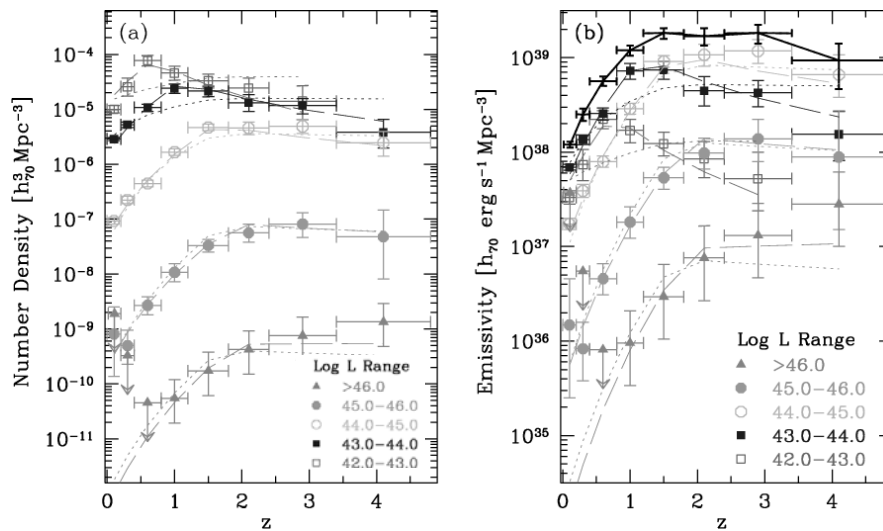 (a)
Number Density [h³₇₀ Mpc⁻³]
10⁻⁴
10⁻⁵
10⁻⁶
10⁻⁷
10⁻⁸
10⁻⁹
10⁻¹⁰
10⁻¹¹
Log L Range
>46.0
45.0−46.0
44.0−45.0
43.0−44.0
42.0−43.0
0 1 2 3 4
z
(b)
Emissivity [h₇₀ erg s⁻¹ Mpc⁻³]
10³⁹
10³⁸
10³⁷
10³⁶
10³⁵
Log L Range
>46.0
45.0−46.0
44.0−45.0
43.0−44.0
42.0−43.0
0 1 2 3 4
z